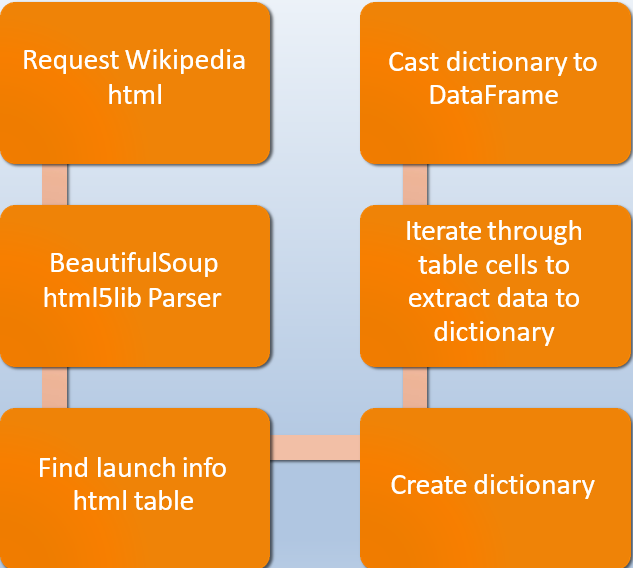 Request Wikipedia
html
BeautifulSoup
html5lib Parser
Find launch info
html table
Create dictionary
Iterate through
table cells to
extract data to
dictionary
Cast dictionary to
DataFrame